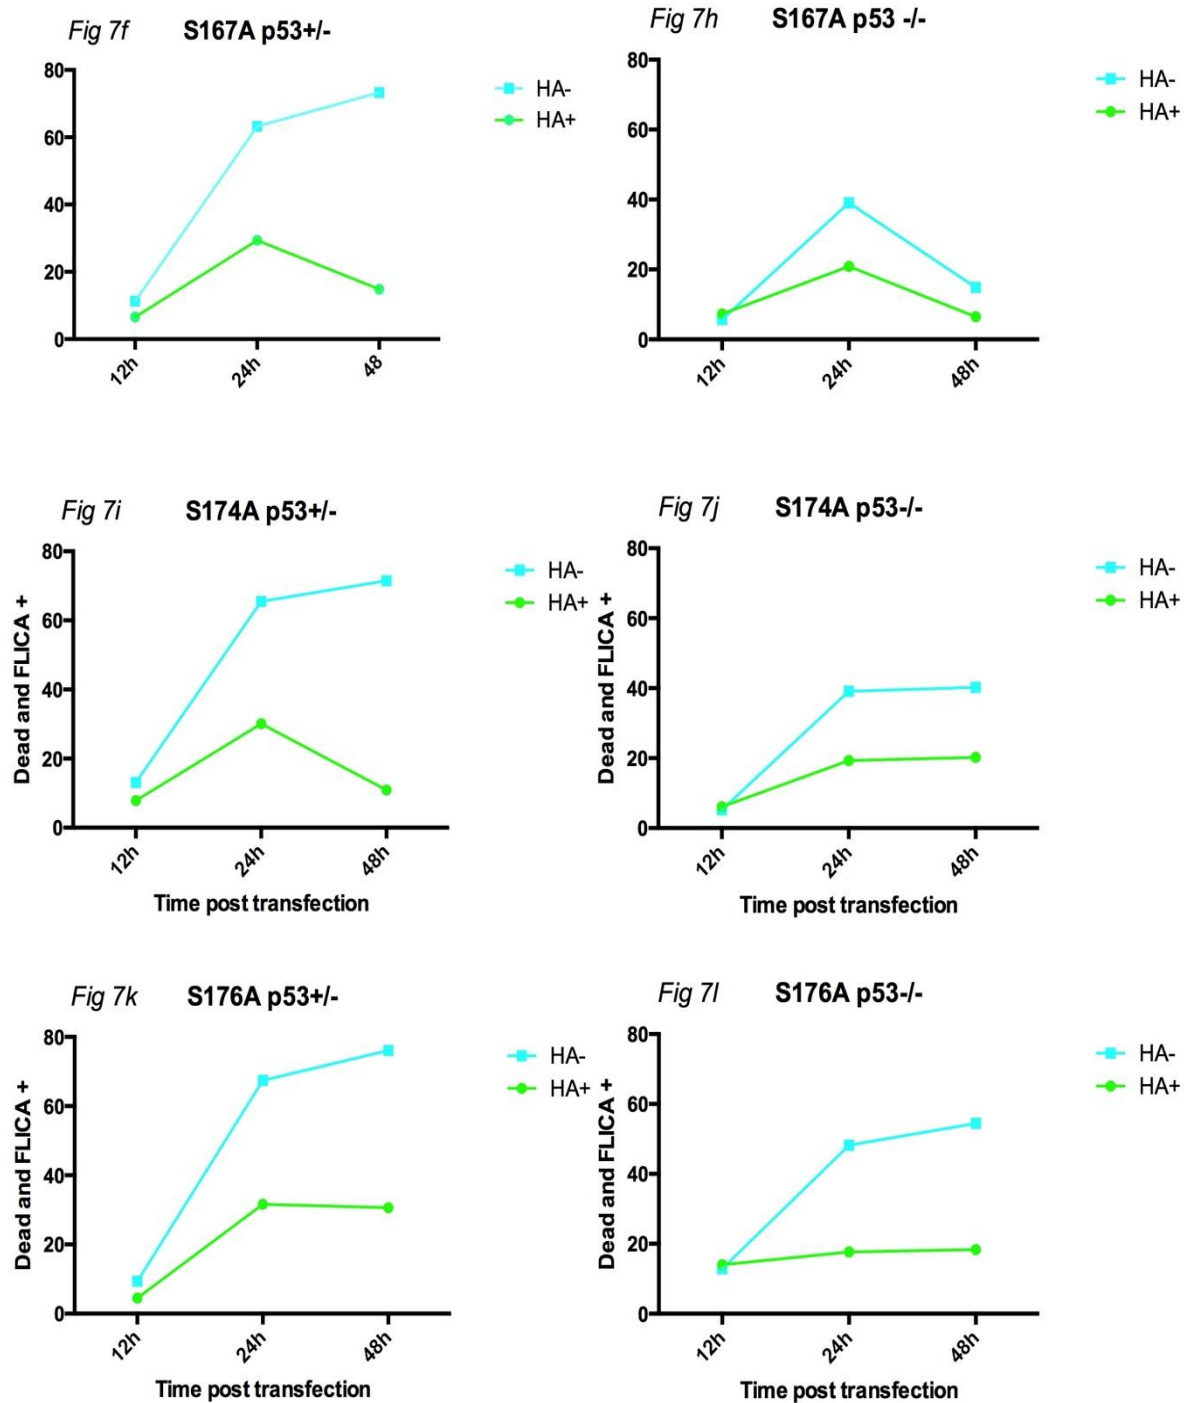 Fig 7f S167A p53+/-
80
60
40
20
0
12h 24h 48
HA-
HA+
Fig 7h S167A p53 -/-
80
60
40
20
0
12h 24h 48h
HA-
HA+
Fig 7i S174A p53+/-
Dead and FLICA +
80
60
40
20
0
12h 24h 48h
Time post transfection
HA-
HA+
Fig 7j S174A p53-/-
Dead and FLICA +
80
60
40
20
0
12h 24h 48h
Time post transfection
HA-
HA+
Fig 7k S176A p53+/-
Dead and FLICA +
80
60
40
20
0
12h 24h 48h
Time post transfection
HA-
HA+
Fig 7l S176A p53-/-
Dead and FLICA +
80
60
40
20
0
12h 24h 48h
Time post transfection
HA-
HA+